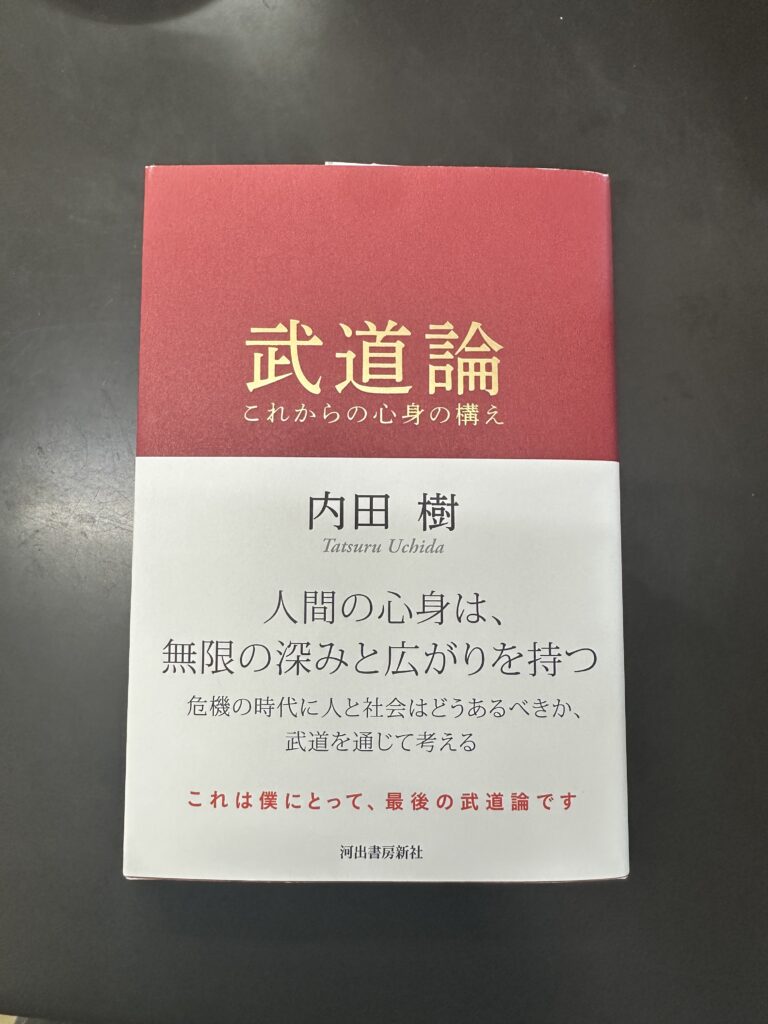 武道論
これからの心身の構え
内田 樹
Tatsuru Uchida
人間の心身は、
無限の深みと広がりを持つ
危機の時代に人と社会はどうあるべきか、
武道を通じて考える
これは僕にとって、最後の武道論です
河出書房新社